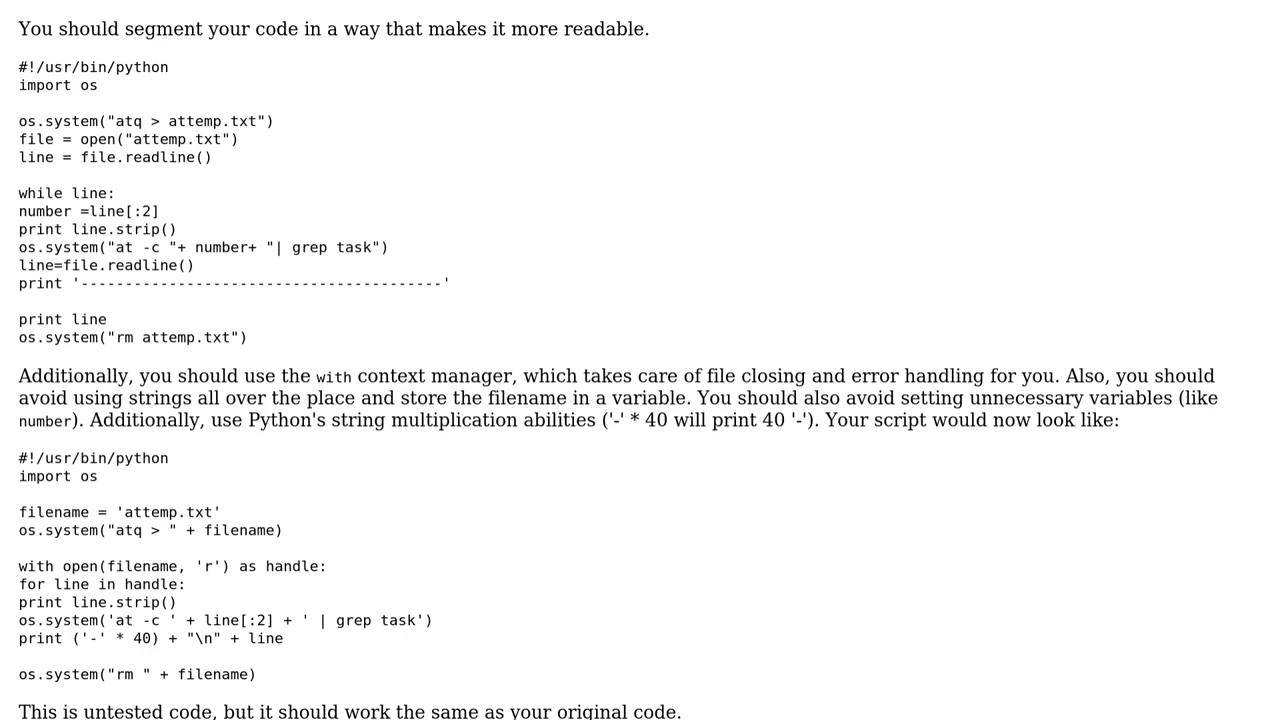 You should segment your code in a way that makes it more readable.
#!/usr/bin/python
import os
os.system("atq > attemp.txt")
file = open("attemp.txt")
line = file.readline()
while line:
number =line[:2]
print line.strip()
os.system("at -c "+ number+ "| grep task")
line=file.readline()
print '-----------------------------------------'
print line
os.system("rm attemp.txt")
Additionally, you should use the with context manager, which takes care of file closing and error handling for you. Also, you should
avoid using strings all over the place and store the filename in a variable. You should also avoid setting unnecessary variables (like
number). Additionally, use Python's string multiplication abilities ('-' * 40 will print 40 '-'). Your script would now look like:
#!/usr/bin/python
import os
filename = 'attemp.txt'
os.system("atq > " + filename)
with open(filename, 'r') as handle:
for line in handle:
print line.strip()
os.system('at -c ' + line[:2] + ' | grep task')
print ('-' * 40) + "\n" + line
os.system("rm " + filename)
This is untested code, but it should work the same as your original code.